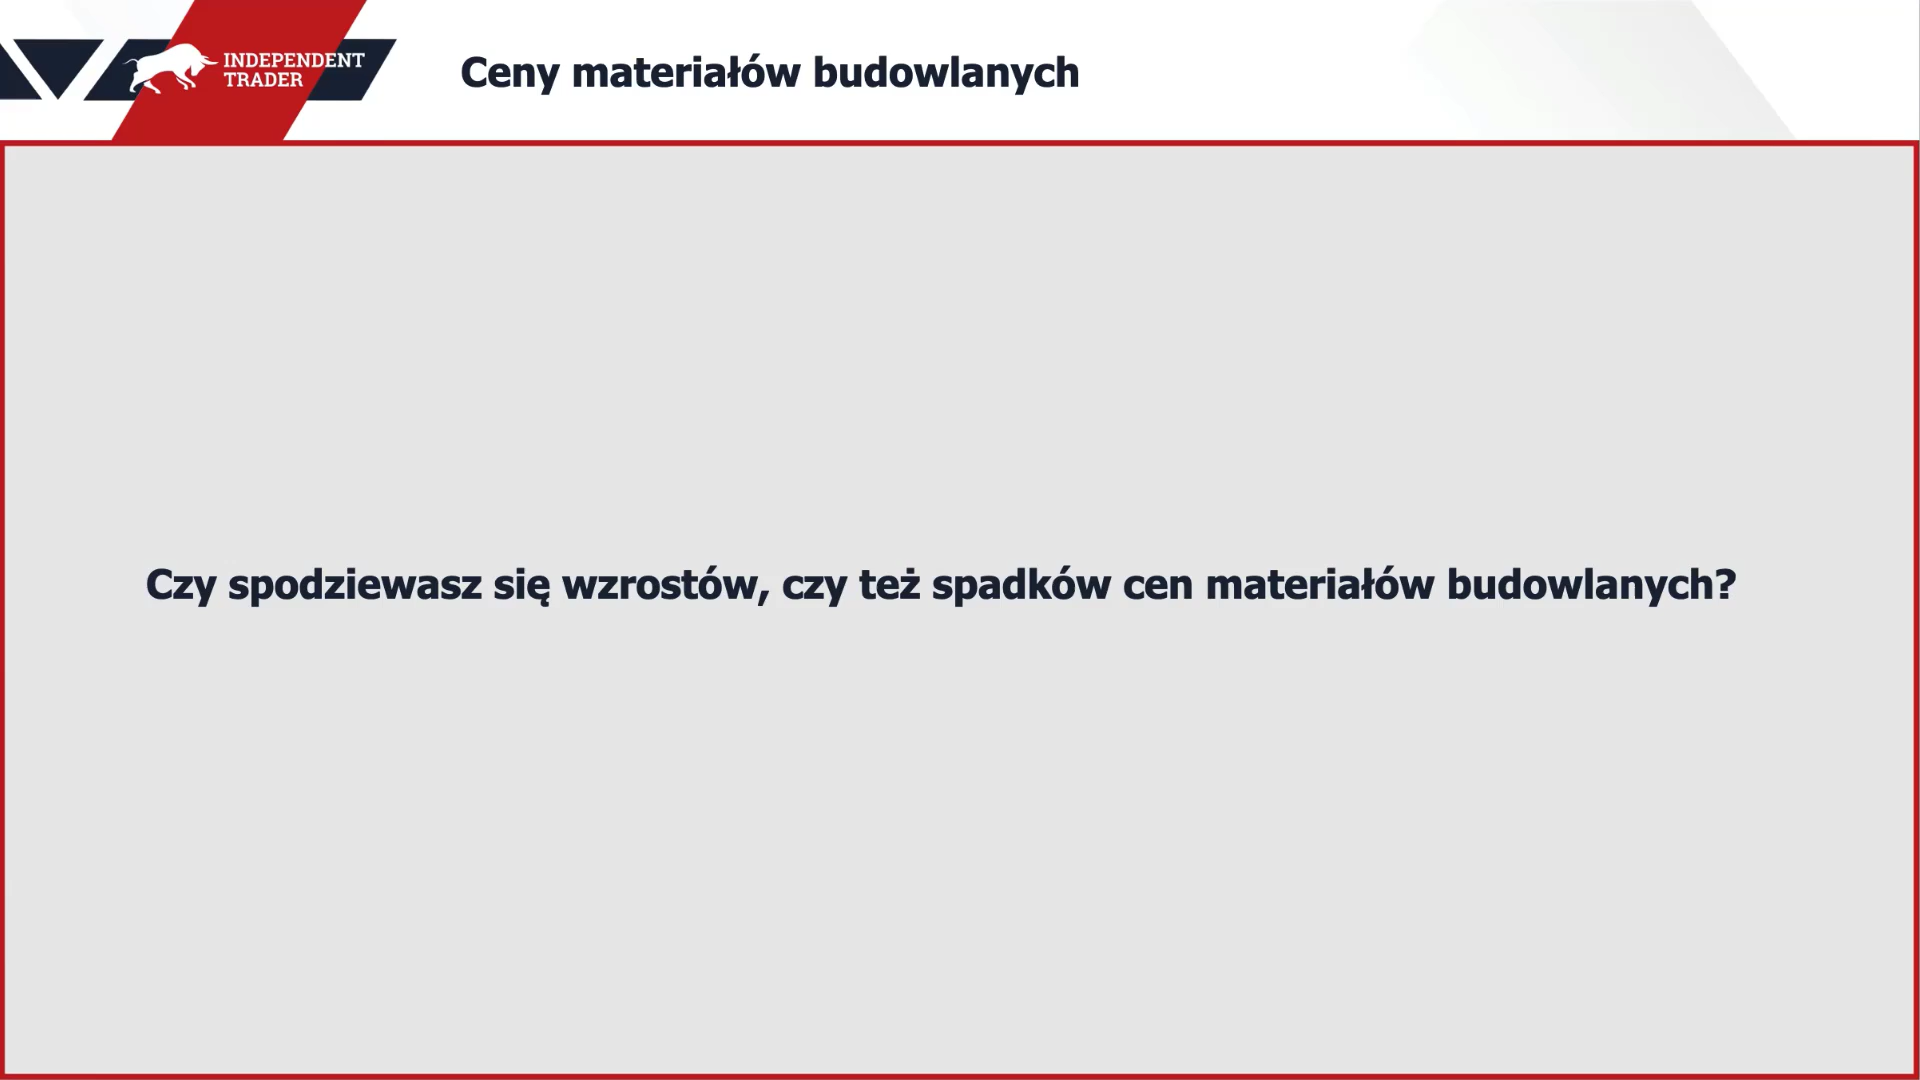 INDEPENDENT
TRADER
Ceny materiałów budowlanych
Czy spodziewasz się wzrostów, czy też spadków cen materiałów budowlanych?